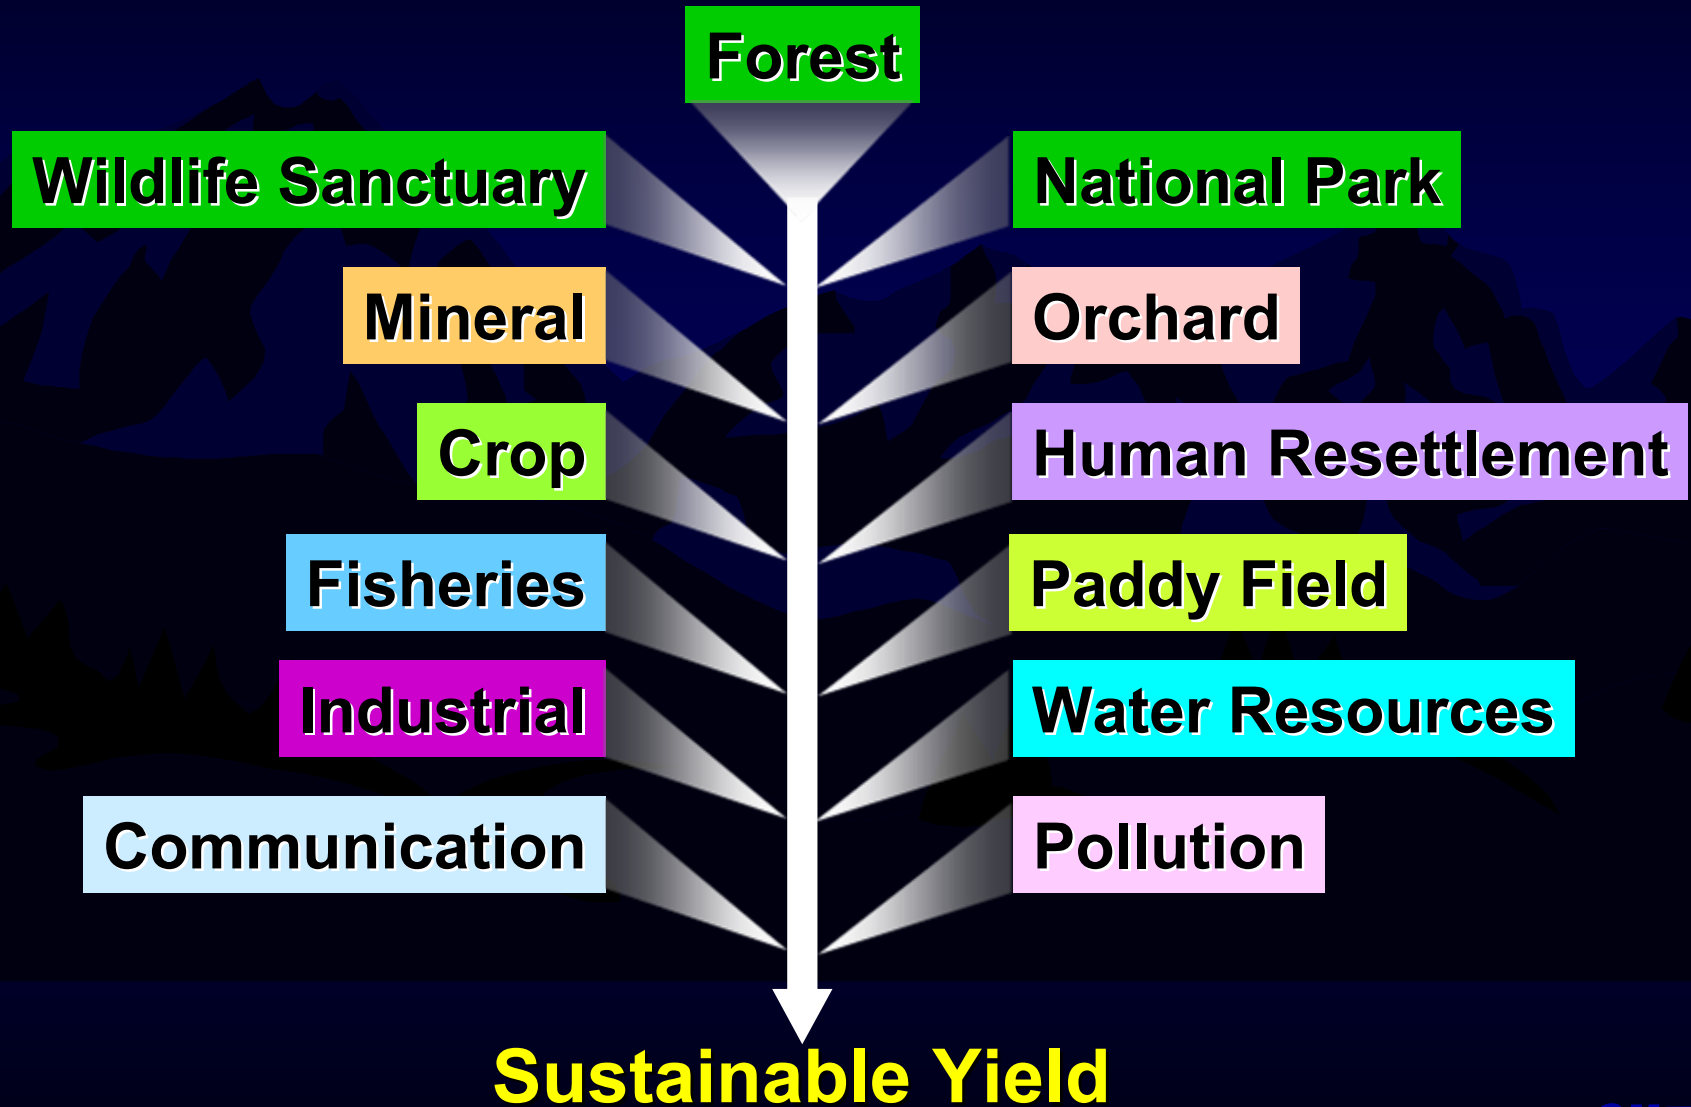 Forest
Wildlife Sanctuary
National Park
Mineral
Orchard
Crop
Human Resettlement
Fisheries
Paddy Field
Industrial
Water Resources
Communication
Pollution
Sustainable Yield